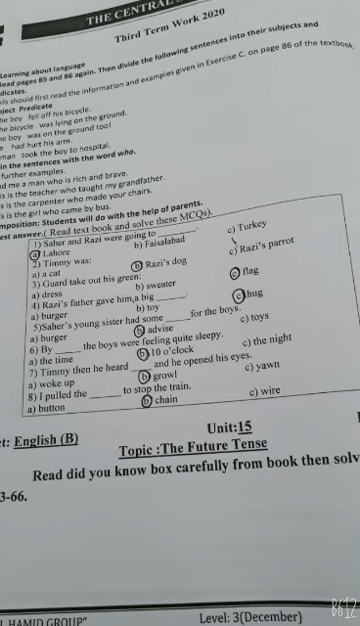 THE CENTRAL
Third Term Work 2020
Learning about language
Read pages 85 and 86 again. Then divide the following sentences into their subjects and
dicates.
ils should first read the information and examples given in Exercise C. on page 86 of the textbook.
bject Predicate
he boy fell off his bicycle.
he bicycle was lying on the ground.
he boy was on the ground too!
e had hurt his arm.
man took the boy to hospital.
in the sentences with the word who.
further examples.
nd me a man who is rich and brave.
is is the teacher who taught my grandfather.
s is the carpenter who made your chairs.
s is the girl who came by bus.
mposition: Students will do with the help of parents.
est answer.( Read text book and solve these MCQs).
1) Saher and Razi were going to ______.
a) Lahore b) Faisalabad c) Turkey
2) Timmy was:
a) a cat b) Razi's dog c) Razi's parrot
3) Guard take out his green:
a) dress b) sweater c) flag
4) Razi's father gave him,a big ______.
a) burger b) toy c) hug
5)Saher's young sister had some ______for the boys.
a) burger b) advise c) toys
6) By ______ the boys were feeling quite sleepy.
a) the time b) 10 o'clock c) the night
7) Timmy then he heard ______ and he opened his eyes.
a) woke up b) growl c) yawn
8) I pulled the ______ to stop the train.
a) button b) chain c) wire
ct: English (B) Unit:15
Topic :The Future Tense
Read did you know box carefully from book then solv
3-66.
HAMID GROUP" Level: 3(December)
B612